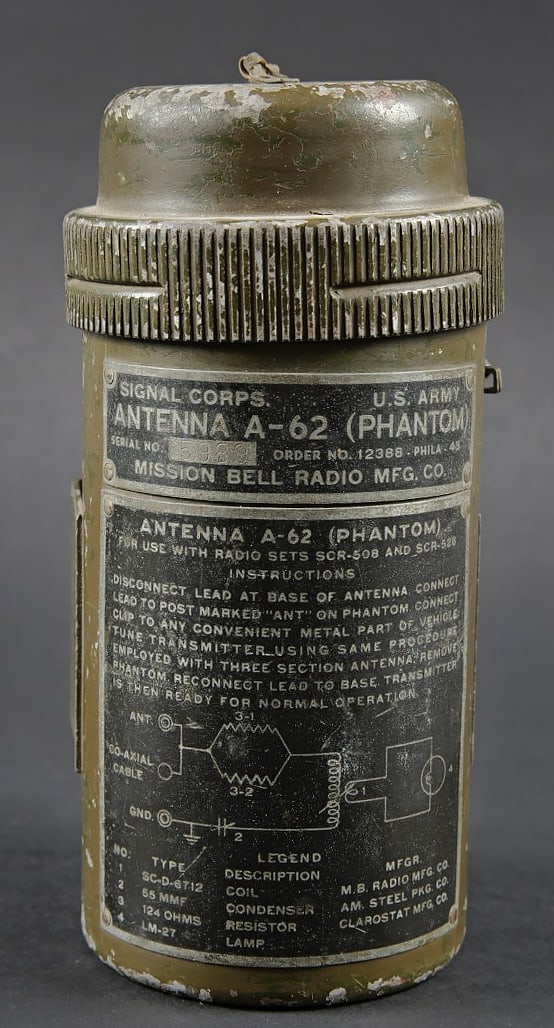 SIGNAL CORPS. U.S. ARMY
ANTENNA A-62 (PHANTOM)
SERIAL NO. ORDER NO. 12388 - PHILA - 43
MISSION BELL RADIO MFG. CO.
ANTENNA A-62 (PHANTOM)
FOR USE WITH RADIO SETS SCR-508 AND SCR-528
INSTRUCTIONS
DISCONNECT LEAD AT BASE OF ANTENNA. CONNECT
LEAD TO POST MARKED "ANT" ON PHANTOM CONNECT
CLIP TO ANY CONVENIENT METAL PART OF VEHICLE.
TUNE TRANSMITTER USING SAME PROCEDURE
EMPLOYED WITH THREE SECTION ANTENNA. REMOVE
PHANTOM RECONNECT LEAD TO BASE. TRANSMITTER
IS THEN READY FOR NORMAL OPERATION.
ANT.
3-1
CO-AXIAL
CABLE
3-2
1
4
GND.
2
LEGEND
NO. TYPE DESCRIPTION MFGR.
1 SC-D-6712 COIL M.B. RADIO MFG. CO.
2 55 MMF CONDENSER AM. STEEL PKG. CO.
3 124 OHMS RESISTOR CLAROSTAT MFG. CO.
4 LM-27 LAMP